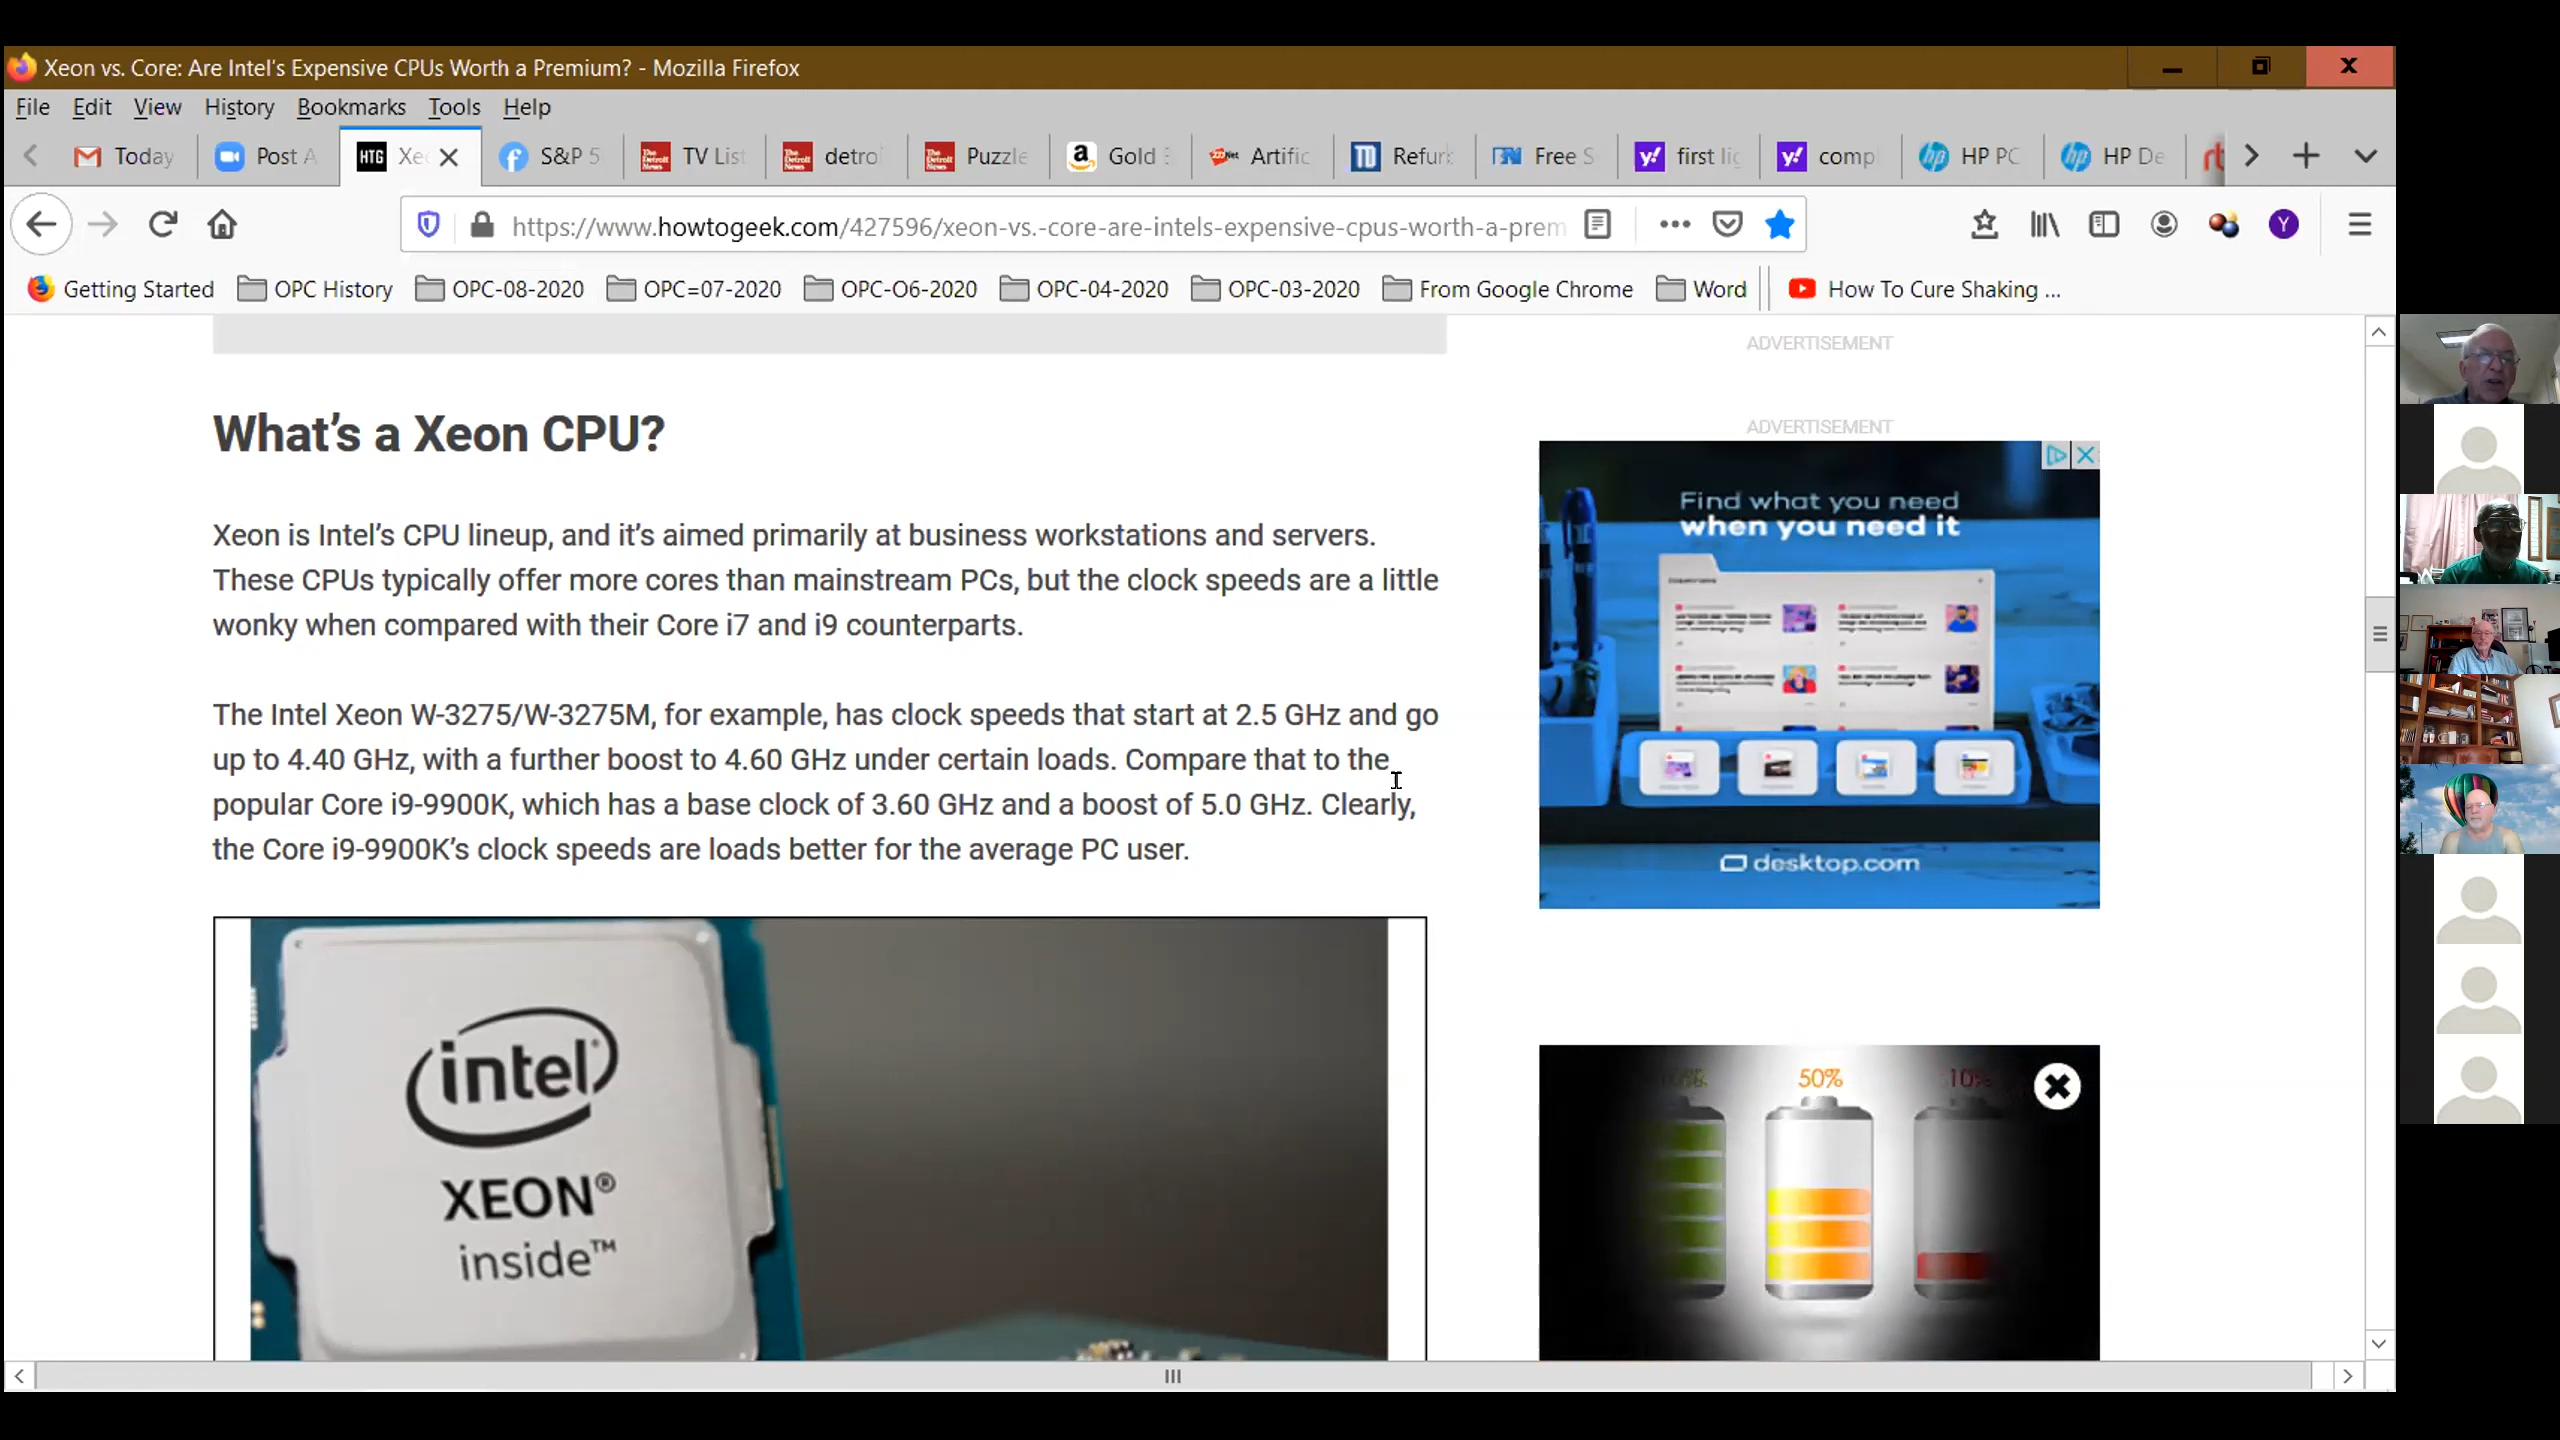 Xeon vs. Core: Are Intel's Expensive CPUs Worth a Premium? - Mozilla Firefox
File Edit View History Bookmarks Tools Help
Today Post A Xe S&P 5 TV List detro Puzzle Gold Artific Refurk Free S first lig comp HP PC HP De
https://www.howtogeek.com/427596/xeon-vs.-core-are-intels-expensive-cpus-worth-a-prem
Getting Started OPC History OPC-08-2020 OPC=07-2020 OPC-O6-2020 OPC-04-2020 OPC-03-2020 From Google Chrome Word How To Cure Shaking ...
ADVERTISEMENT
What's a Xeon CPU?
Xeon is Intel's CPU lineup, and it's aimed primarily at business workstations and servers.
These CPUs typically offer more cores than mainstream PCs, but the clock speeds are a little
wonky when compared with their Core i7 and i9 counterparts.
The Intel Xeon W-3275/W-3275M, for example, has clock speeds that start at 2.5 GHz and go
up to 4.40 GHz, with a further boost to 4.60 GHz under certain loads. Compare that to the
popular Core i9-9900K, which has a base clock of 3.60 GHz and a boost of 5.0 GHz. Clearly,
the Core i9-9900K's clock speeds are loads better for the average PC user.
intel
XEON®
inside™
ADVERTISEMENT
Find what you need
when you need it
desktop.com
50%
10%